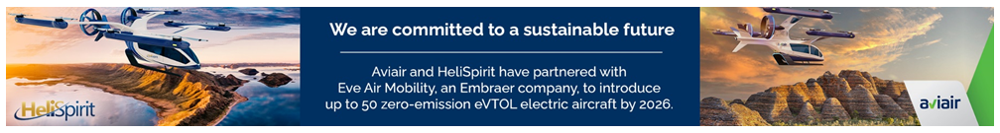 We are committed to a sustainable future
Aviair and HeliSpirit have partnered with
Eve Air Mobility, an Embraer company, to introduce
up to 50 zero-emission eVTOL electric aircraft by 2026.
HeliSpirit
aviair